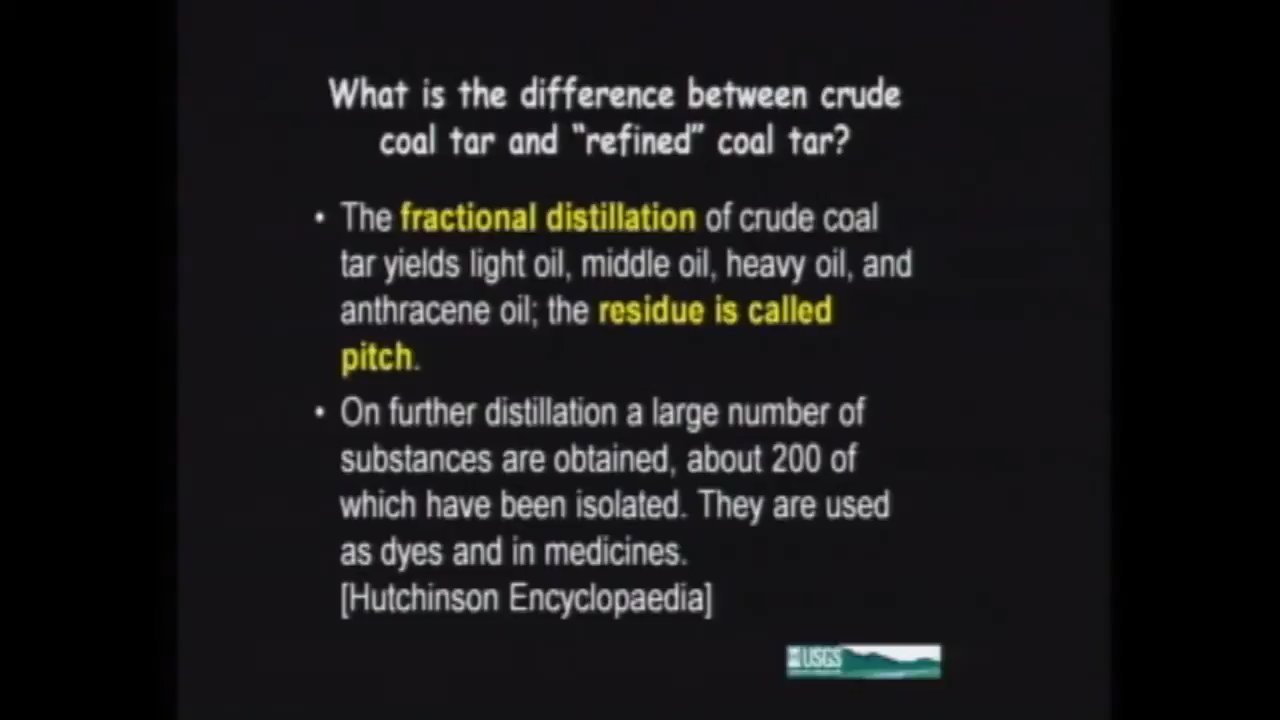 What is the difference between crude
coal tar and “refined” coal tar?
• The fractional distillation of crude coal
tar yields light oil, middle oil, heavy oil, and
anthracene oil; the residue is called
pitch.
• On further distillation a large number of
substances are obtained, about 200 of
which have been isolated. They are used
as dyes and in medicines.
[Hutchinson Encyclopaedia]
USGS